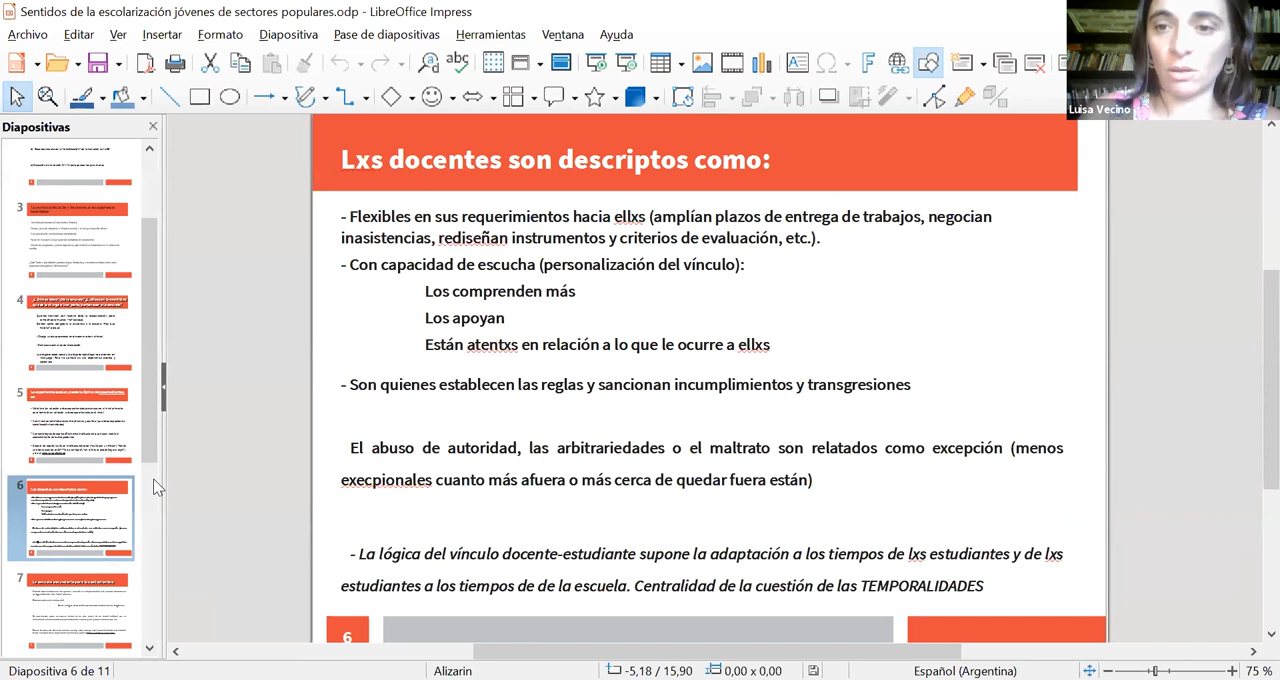 Sentidos de la escolarización jóvenes de sectores populares.odp - LibreOffice Impress
Archivo Editar Ver Insertar Formato Diapositiva Pase de diapositivas Herramientas Ventana Ayuda
Luisa Vecino
Diapositivas
3
4
5
6
7
Lxs docentes son descriptos como:
- Flexibles en sus requerimientos hacia ellxs (amplían plazos de entrega de trabajos, negocian
inasistencias, rediseñan instrumentos y criterios de evaluación, etc.).
- Con capacidad de escucha (personalización del vínculo):
Los comprenden más
Los apoyan
Están atentxs en relación a lo que le ocurre a ellxs
- Son quienes establecen las reglas y sancionan incumplimientos y transgresiones
El abuso de autoridad, las arbitrariedades o el maltrato son relatados como excepción (menos
execpionales cuanto más afuera o más cerca de quedar fuera están)
- La lógica del vínculo docente-estudiante supone la adaptación a los tiempos de lxs estudiantes y de lxs
estudiantes a los tiempos de de la escuela. Centralidad de la cuestión de las TEMPORALIDADES
6
Diapositiva 6 de 11
Alizarin
-5,18 / 15,90
0,00 x 0,00
Español (Argentina)
75 %